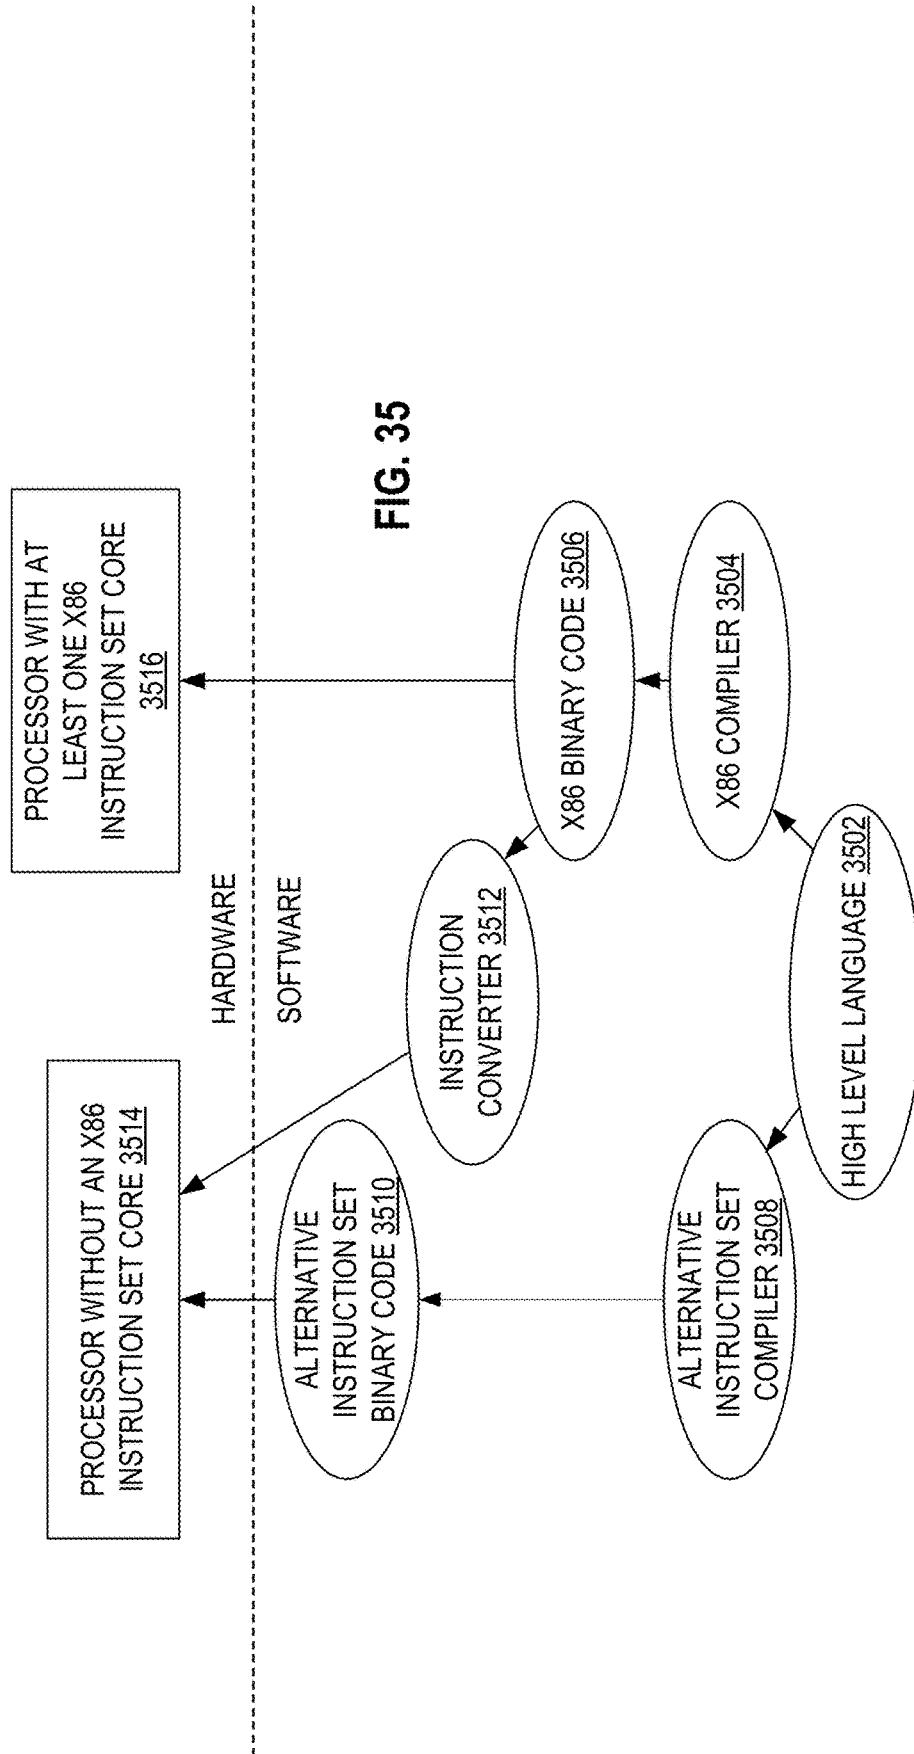 PROCESSOR WITHOUT AN X86
INSTRUCTION SET CORE 3514
PROCESSOR WITH AT
LEAST ONE X86
INSTRUCTION SET CORE
3516
HARDWARE
SOFTWARE
ALTERNATIVE
INSTRUCTION SET
BINARY CODE 3510
INSTRUCTION
CONVERTER 3512
FIG. 35
X86 BINARY CODE 3506
ALTERNATIVE
INSTRUCTION SET
COMPILER 3508
X86 COMPILER 3504
HIGH LEVEL LANGUAGE 3502